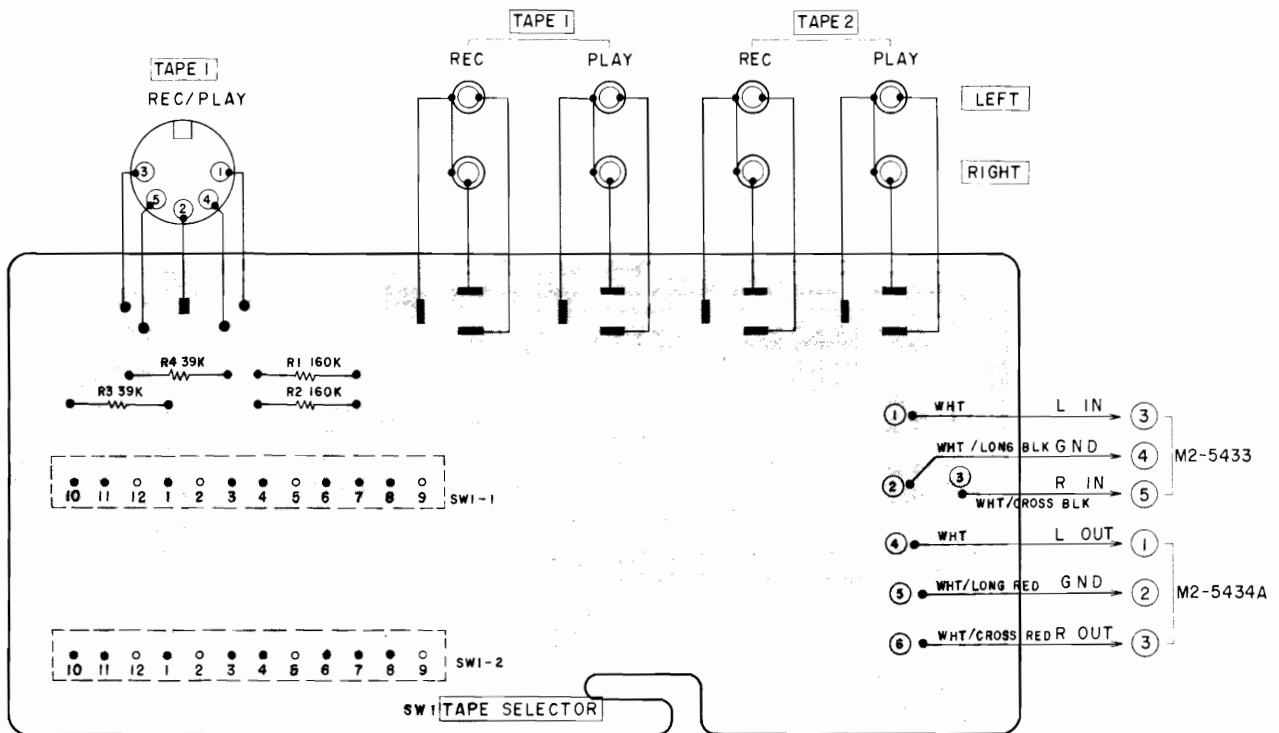 TAPE 1
TAPE 2
REC
PLAY
REC
PLAY
TAPE 1
REC/PLAY
LEFT
RIGHT
3
1
5
2
4
R4 39K
R1 160K
R3 39K
R2 160K
1 WHT L IN 3
WHT/LONG BLK GND 4
M2-5433
2
3
R IN 5
WHT/CROSS BLK
10 11 12 1 2 3 4 5 6 7 8 9 SW1-1
4 WHT L OUT 1
5 WHT/LONG RED GND 2
M2-5434A
6 WHT/CROSS RED R OUT 3
10 11 12 1 2 3 4 5 6 7 8 9 SW1-2
SW1 TAPE SELECTOR